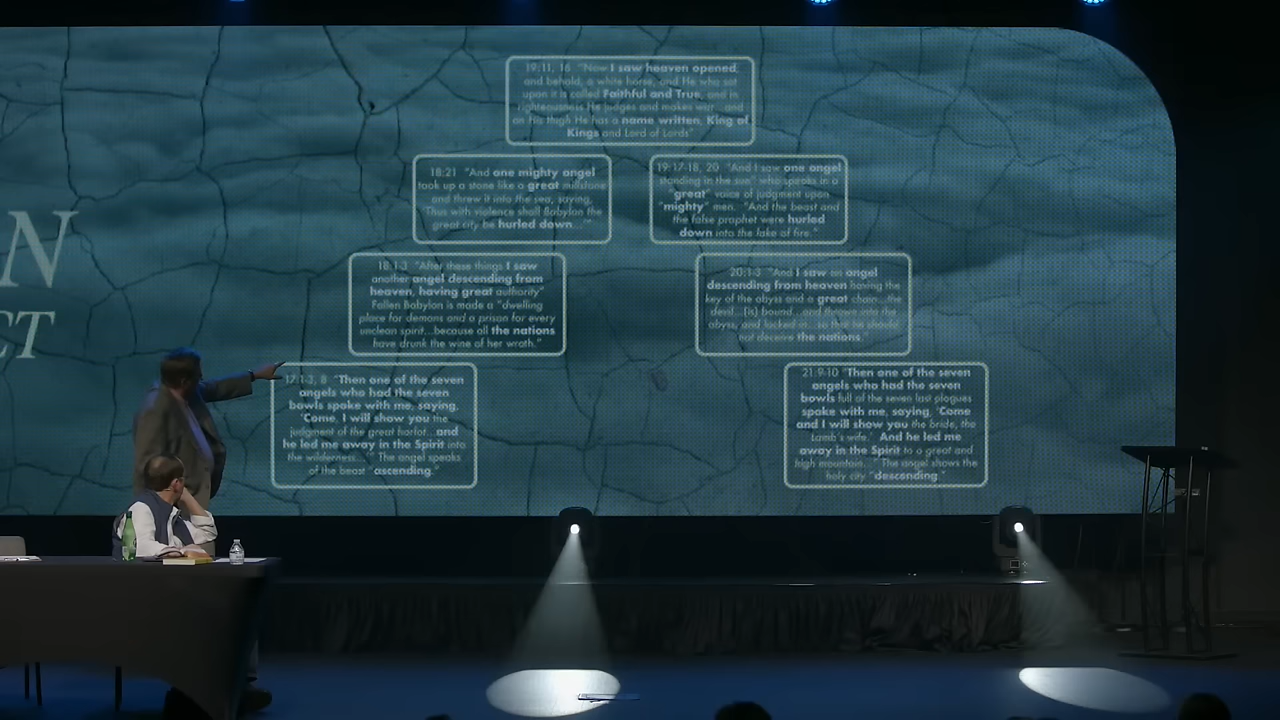 N
CT
19:11, 16 "Now I saw heaven opened,
and behold, a white horse, and He who sat
upon it is called Faithful and True, and in
righteousness He judges and makes war...and
on His thigh He has a name written, King of
Kings and Lord of Lords"
18:21 "And one mighty angel
took up a stone like a great millstone
and threw it into the sea, saying,
'Thus with violence shall Babylon the
great city be hurled down...'"
19:17-18, 20 "And I saw one angel
standing in the sun" who speaks in a
"great" voice of judgment upon
"mighty" men. "And the beast and
the false prophet were hurled
down into the lake of fire."
18:1-3 "After these things I saw
another angel descending from
heaven, having great authority"
Fallen Babylon is made a "dwelling
place for demons and a prison for every
unclean spirit...because all the nations
have drunk the wine of her wrath."
20:1-3 "And I saw an angel
descending from heaven having the
key of the abyss and a great chain...the
devil...[is] bound...and thrown into the
abyss, and locked it...so that he should
not deceive the nations."
17:1-3, 8 "Then one of the seven
angels who had the seven
bowls spoke with me, saying,
'Come, I will show you the
judgment of the great harlot...and
he led me away in the Spirit into
the wilderness..." The angel speaks
of the beast "ascending."
21:9-10 "Then one of the seven
angels who had the seven
bowls full of the seven last plagues
spoke with me, saying, 'Come
and I will show you the bride, the
Lamb's wife.' And he led me
away in the Spirit to a great and
high mountain..." The angel shows the
holy city "descending."